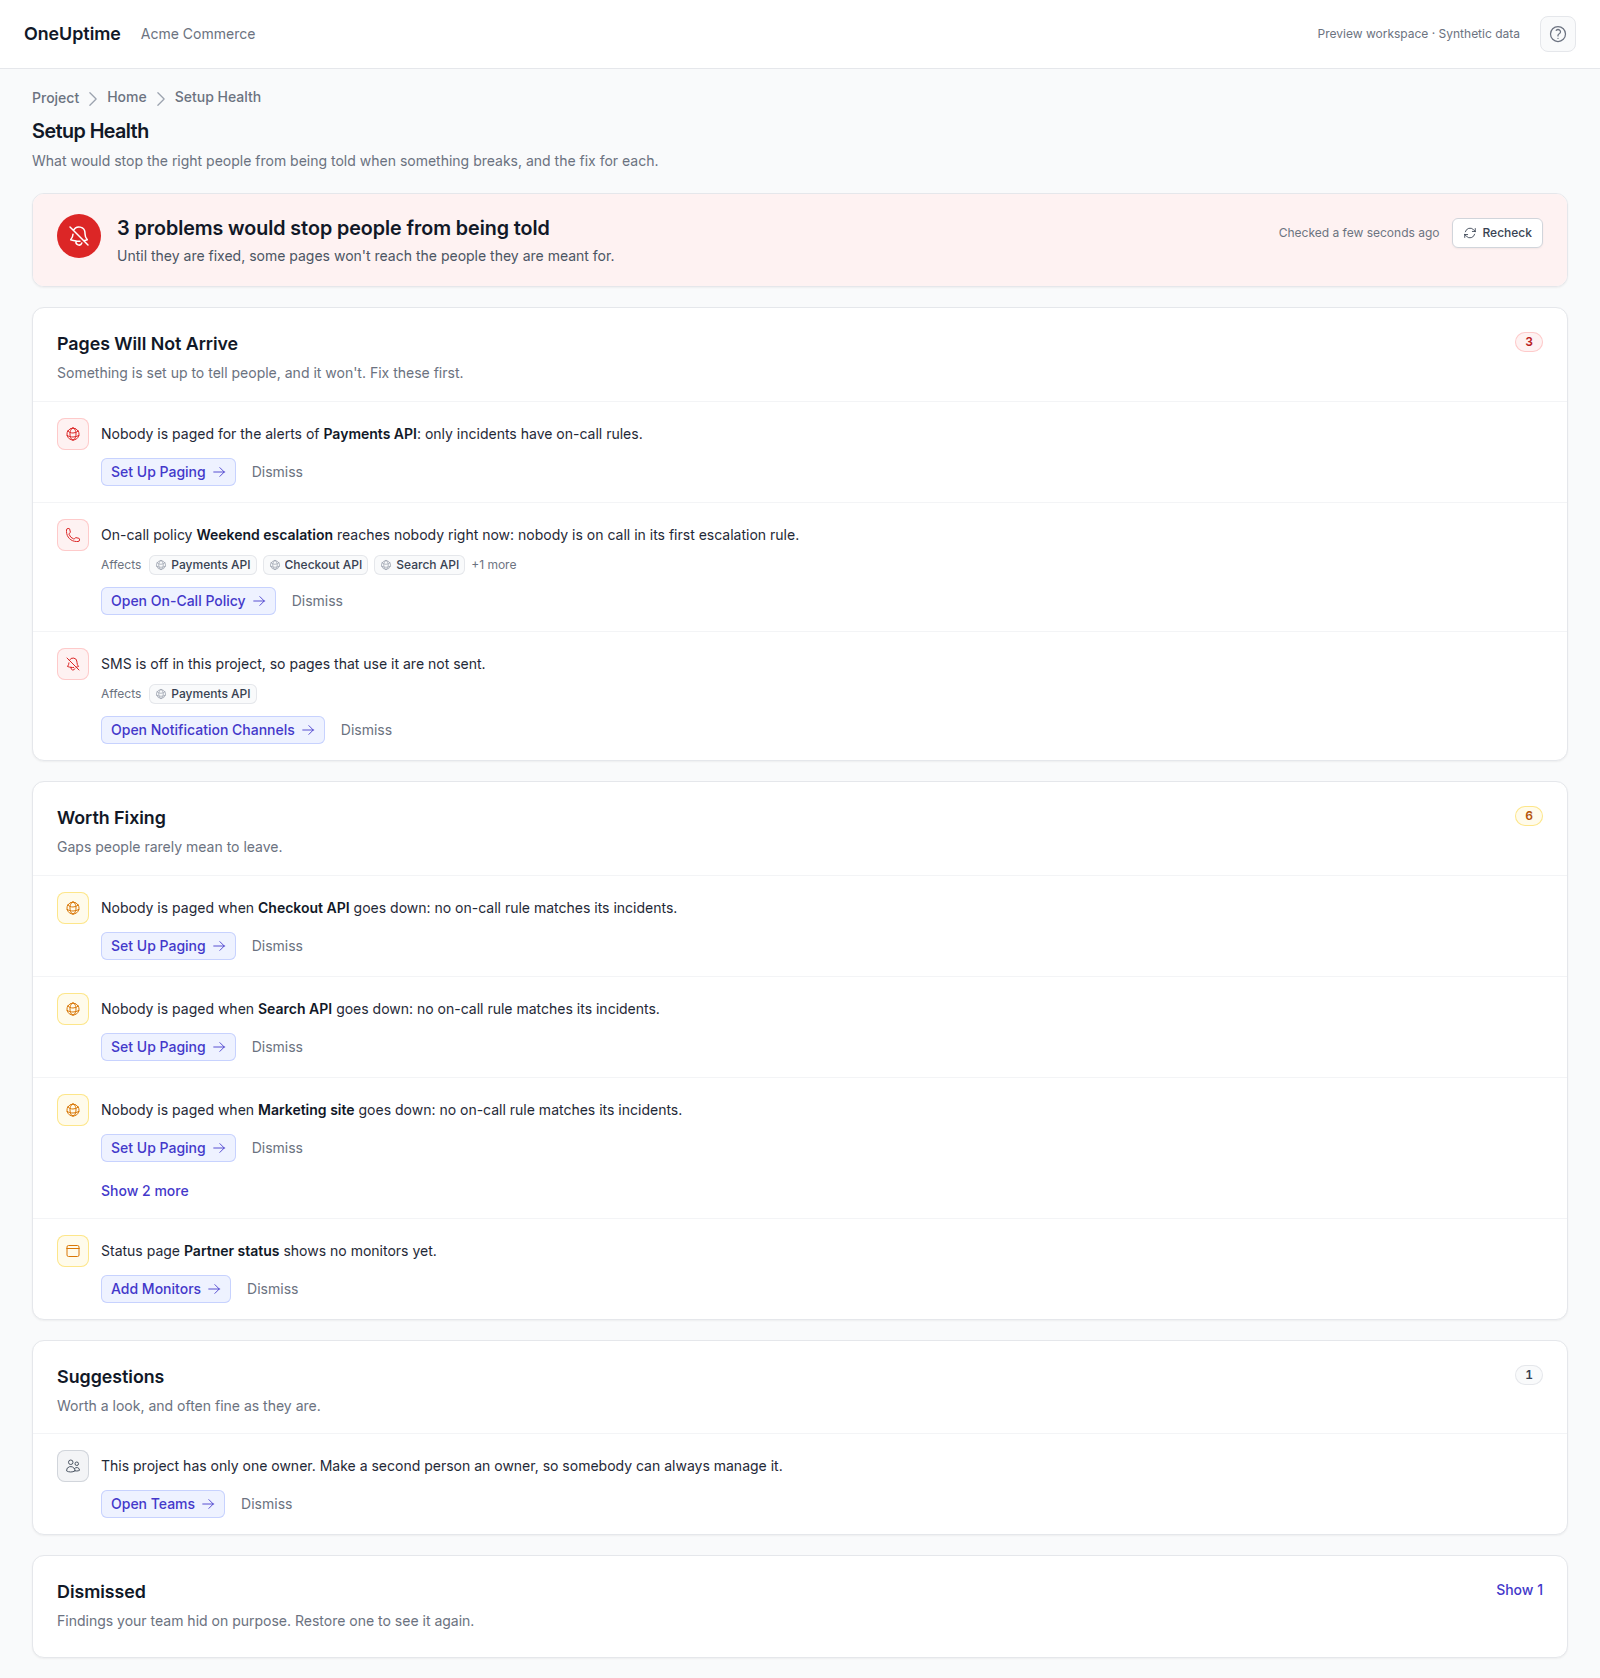 OneUptime Acme Commerce Preview workspace · Synthetic data
Project Home Setup Health
Setup Health
What would stop the right people from being told when something breaks, and the fix for each.
3 problems would stop people from being told
Until they are fixed, some pages won't reach the people they are meant for.
Checked a few seconds ago Recheck
Pages Will Not Arrive 3
Something is set up to tell people, and it won't. Fix these first.
Nobody is paged for the alerts of Payments API: only incidents have on-call rules.
Set Up Paging Dismiss
On-call policy Weekend escalation reaches nobody right now: nobody is on call in its first escalation rule.
Affects Payments API Checkout API Search API +1 more
Open On-Call Policy Dismiss
SMS is off in this project, so pages that use it are not sent.
Affects Payments API
Open Notification Channels Dismiss
Worth Fixing 6
Gaps people rarely mean to leave.
Nobody is paged when Checkout API goes down: no on-call rule matches its incidents.
Set Up Paging Dismiss
Nobody is paged when Search API goes down: no on-call rule matches its incidents.
Set Up Paging Dismiss
Nobody is paged when Marketing site goes down: no on-call rule matches its incidents.
Set Up Paging Dismiss
Show 2 more
Status page Partner status shows no monitors yet.
Add Monitors Dismiss
Suggestions 1
Worth a look, and often fine as they are.
This project has only one owner. Make a second person an owner, so somebody can always manage it.
Open Teams Dismiss
Dismissed Show 1
Findings your team hid on purpose. Restore one to see it again.